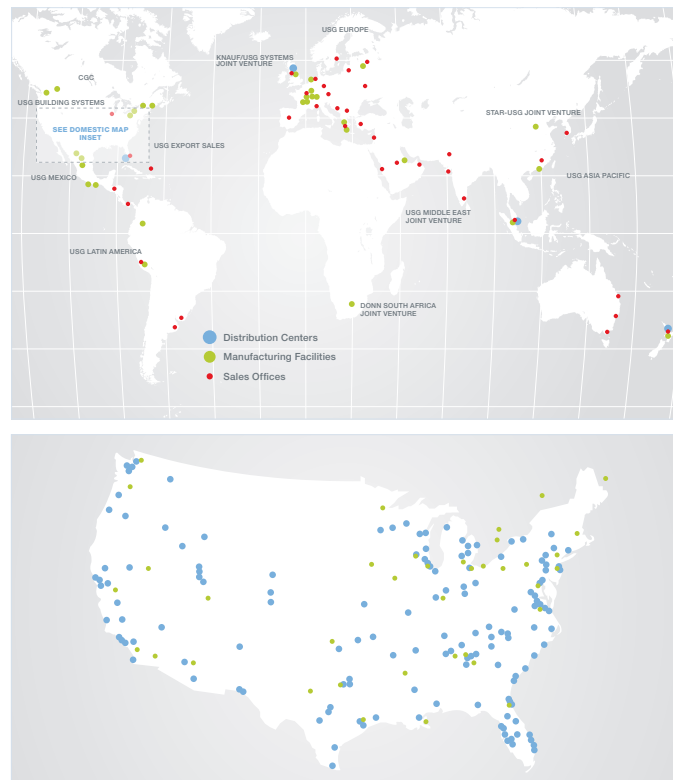 USG EUROPE
KNAUF/USG SYSTEMS
JOINT VENTURE
CGC
USG BUILDING SYSTEMS
STAR-USG JOINT VENTURE
SEE DOMESTIC MAP
INSET
USG EXPORT SALES
USG MEXICO
USG ASIA PACIFIC
USG MIDDLE EAST
JOINT VENTURE
USG LATIN AMERICA
DONN SOUTH AFRICA
JOINT VENTURE
Distribution Centers
Manufacturing Facilities
Sales Offices